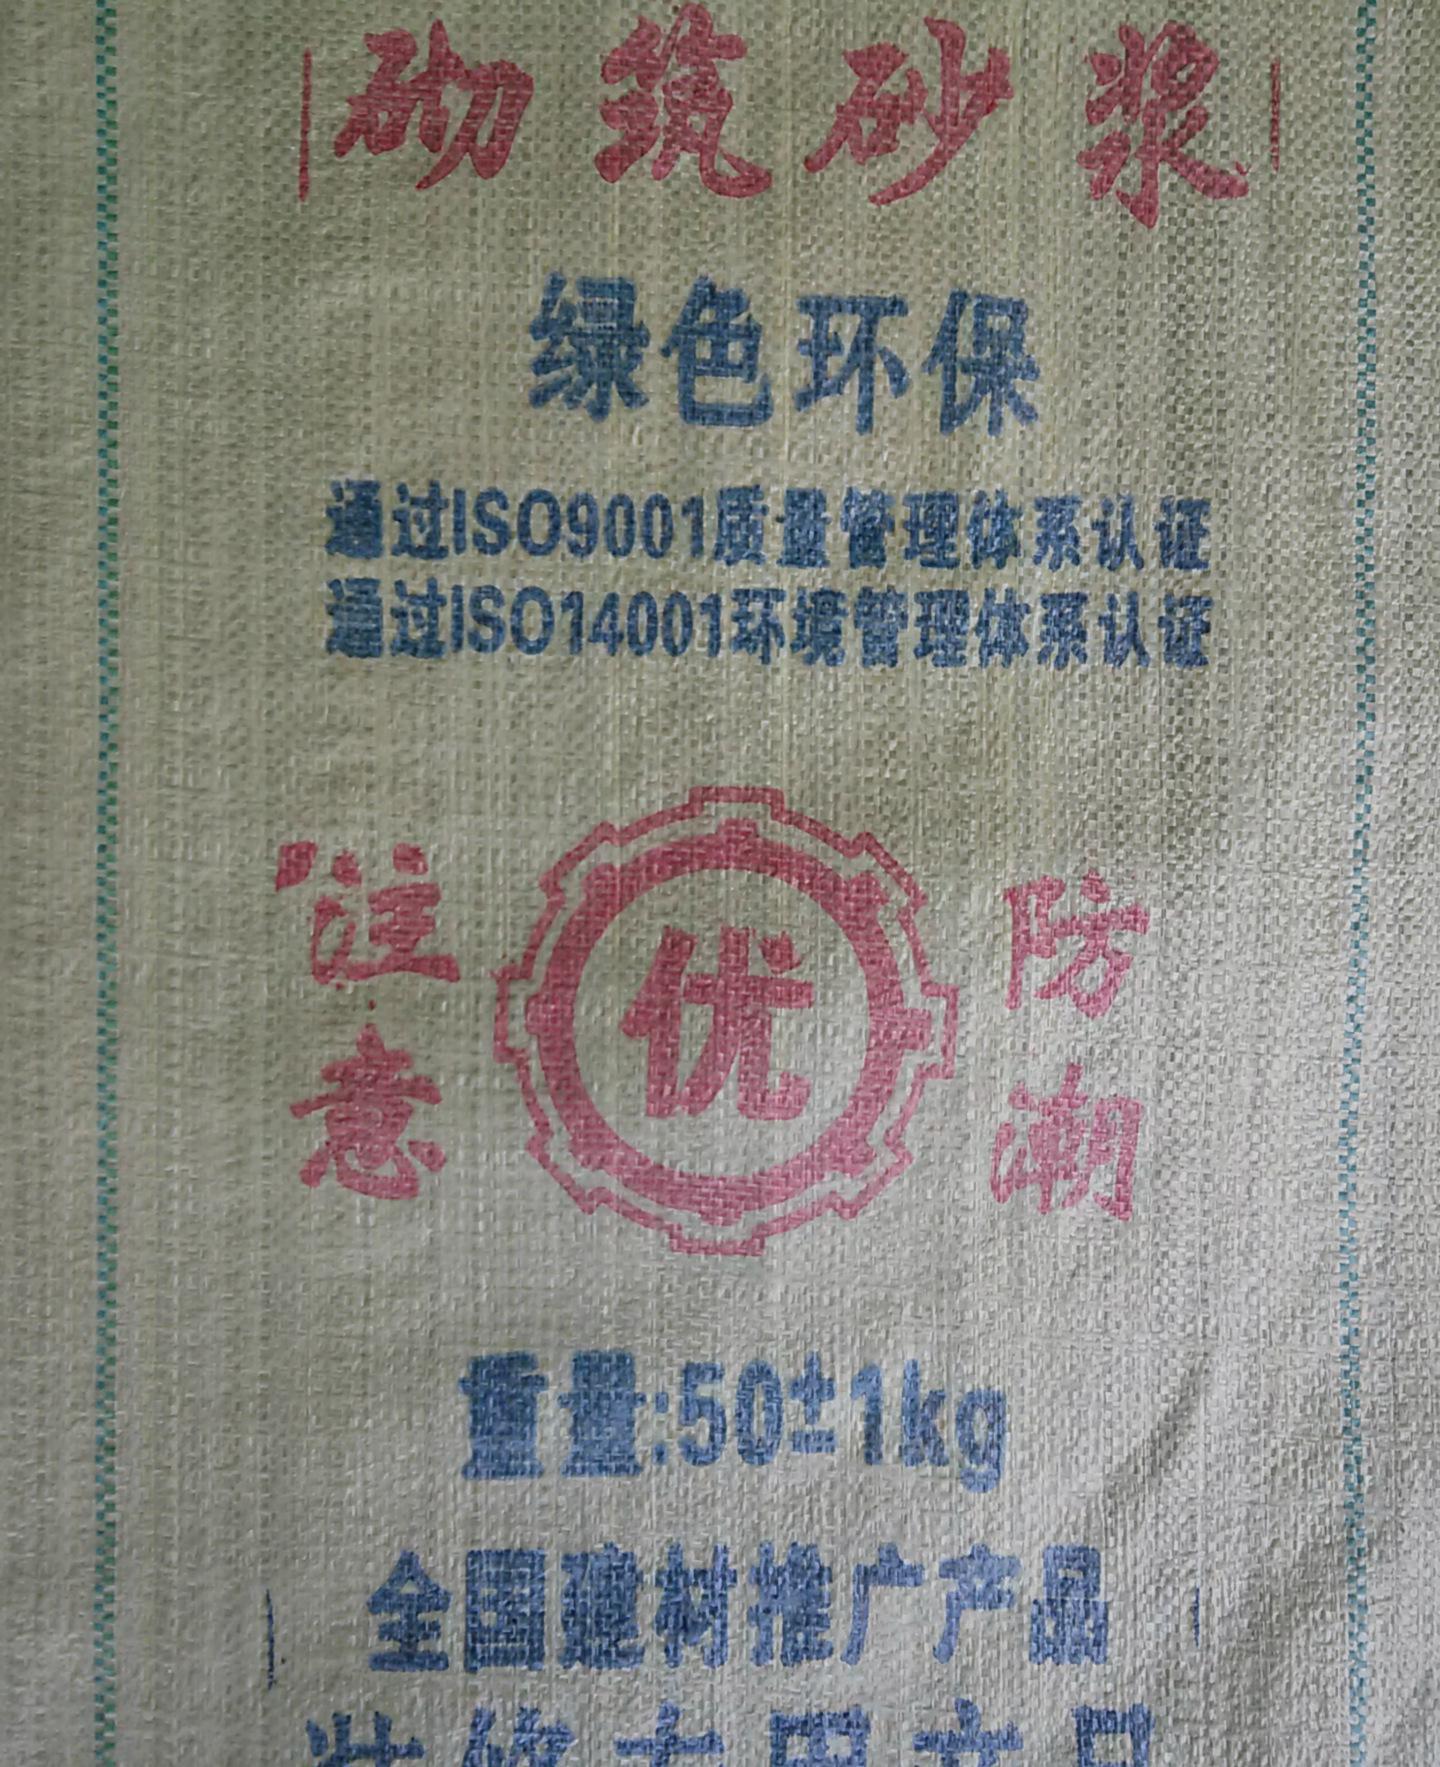 砌筑砂浆
绿色环保
通过ISO9001质量管理体系认证
通过ISO14001环境管理体系认证
注意
优
防潮
重量:50±1kg
全国建材推广产品